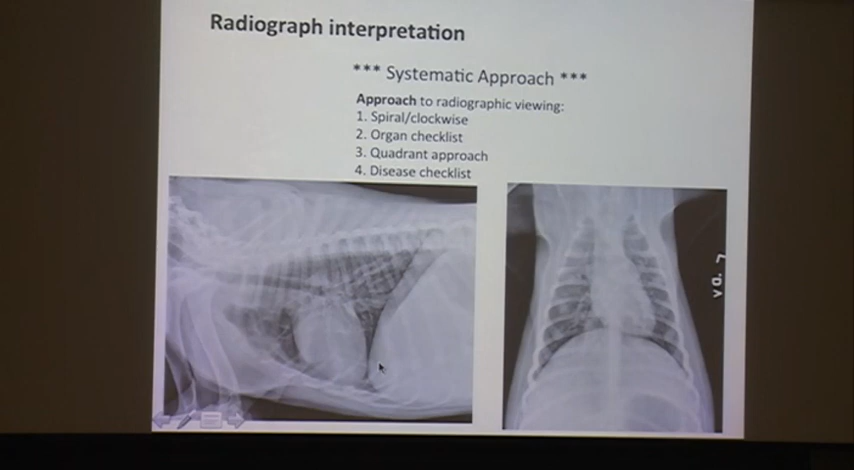 Radiograph interpretation
*** Systematic Approach ***
Approach to radiographic viewing:
1. Spiral/clockwise
2. Organ checklist
3. Quadrant approach
4. Disease checklist